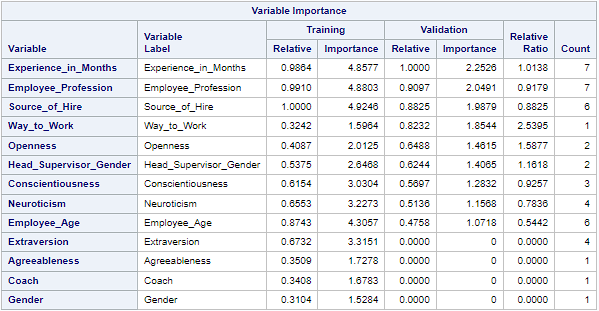 Variable Importance
Variable Variable Label Training Validation Relative Ratio Count
Relative Importance Relative Importance
Experience_in_Months Experience_in_Months 0.9864 4.8577 1.0000 2.2526 1.0138 7
Employee_Profession Employee_Profession 0.9910 4.8803 0.9097 2.0491 0.9179 7
Source_of_Hire Source_of_Hire 1.0000 4.9246 0.8825 1.9879 0.8825 6
Way_to_Work Way_to_Work 0.3242 1.5964 0.8232 1.8544 2.5395 1
Openness Openness 0.4087 2.0125 0.6488 1.4615 1.5877 2
Head_Supervisor_Gender Head_Supervisor_Gender 0.5375 2.6468 0.6244 1.4065 1.1618 2
Conscientiousness Conscientiousness 0.6154 3.0304 0.5697 1.2832 0.9257 3
Neuroticism Neuroticism 0.6553 3.2273 0.5136 1.1568 0.7836 4
Employee_Age Employee_Age 0.8743 4.3057 0.4758 1.0718 0.5442 6
Extraversion Extraversion 0.6732 3.3151 0.0000 0 0.0000 4
Agreeableness Agreeableness 0.3509 1.7278 0.0000 0 0.0000 1
Coach Coach 0.3408 1.6783 0.0000 0 0.0000 1
Gender Gender 0.3104 1.5284 0.0000 0 0.0000 1